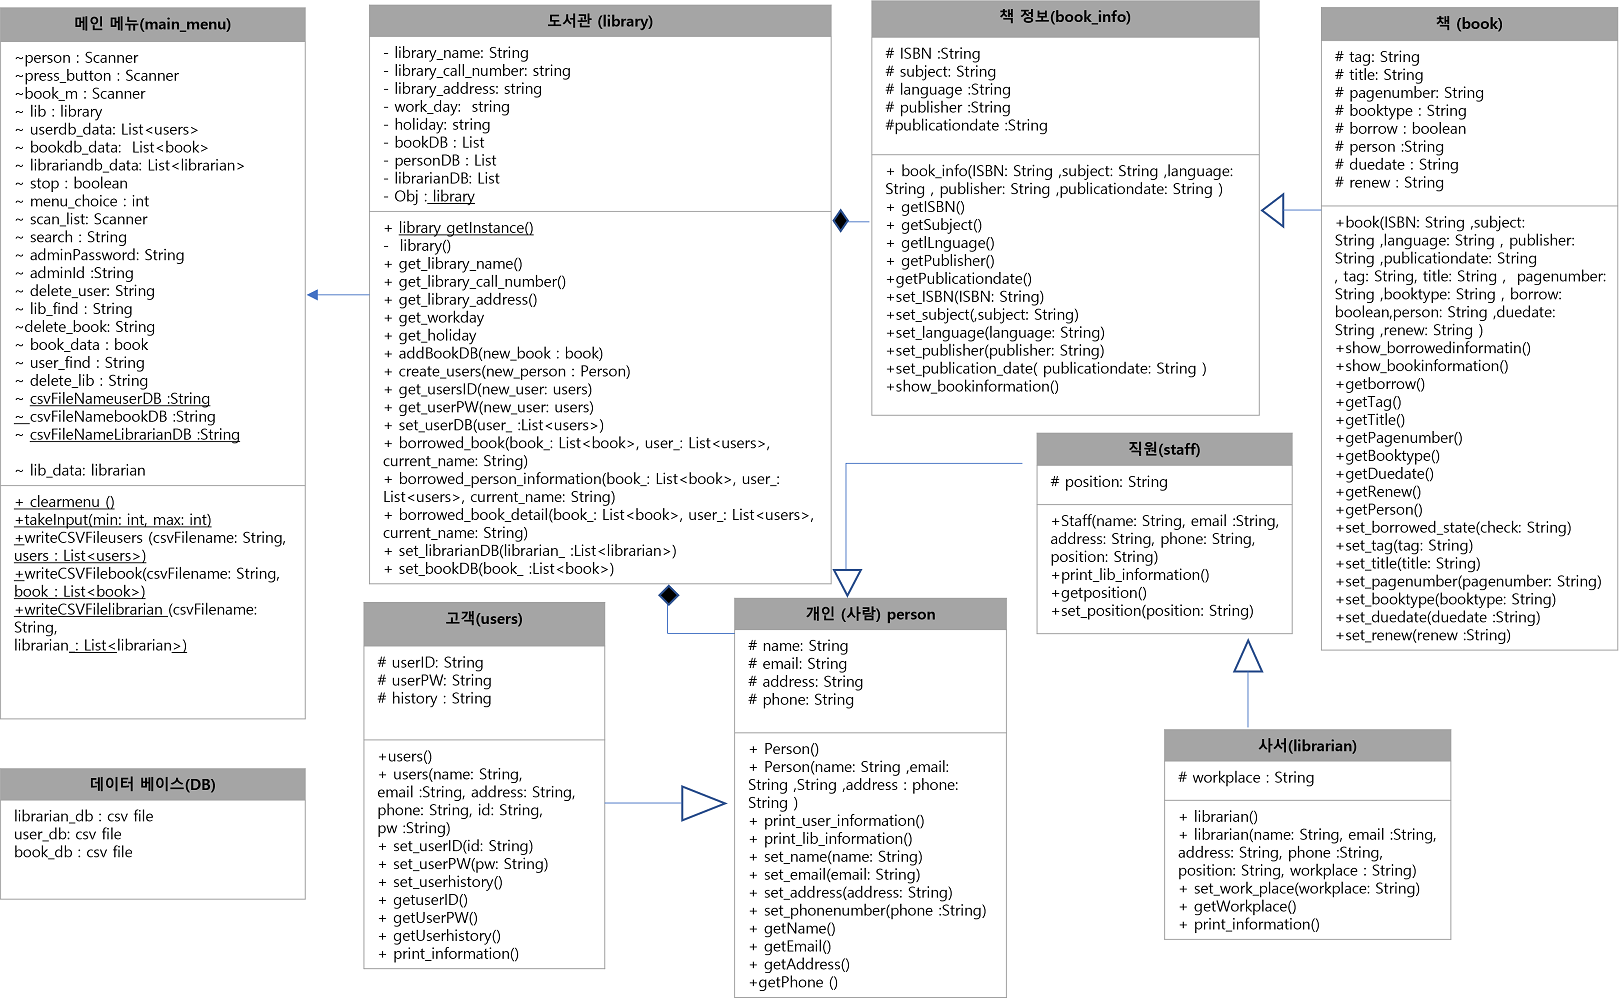 메인 메뉴(main_menu)
~person : Scanner
~press_button : Scanner
~book_m : Scanner
~ lib : library
~ userdb_data: List<users>
~ bookdb_data:  List<book>
~ librariandb_data: List<librarian>
~ stop : boolean
~ menu_choice : int
~ scan_list: Scanner
~ search : String
~ adminPassword: String
~ adminId :String
~ delete_user: String
~ lib_find : String
~delete_book: String
~ book_data : book
~ user_find : String
~ delete_lib : String
~ csvFileNameuserDB :String
~ csvFileNamebookDB :String
~ csvFileNameLibrarianDB :String
~ lib_data: librarian
+ clearmenu ()
+takeInput(min: int, max: int)
+writeCSVFileusers (csvFilename: String,
users : List<users>)
+writeCSVFilebook(csvFilename: String,
book : List<book>)
+writeCSVFilelibrarian (csvFilename:
String,
librarian : List<librarian>)
데이터 베이스(DB)
librarian_db : csv file
user_db: csv file
book_db : csv file
도서관 (library)
- library_name: String
- library_call_number: string
- library_address: string
- work_day:  string
- holiday: string
- bookDB : List
- personDB : List
- librarianDB: List
- Obj : library
+ library getInstance()
-  library()
+ get_library_name()
+ get_library_call_number()
+ get_library_address()
+ get_workday
+ get_holiday
+ addBookDB(new_book : book)
+ create_users(new_person : Person)
+ get_usersID(new_user: users)
+ get_userPW(new_user: users)
+ set_userDB(user_ :List<users>)
+ borrowed_book(book_: List<book>, user_: List<users>,
current_name: String)
+ borrowed_person_information(book_: List<book>, user_:
List<users>, current_name: String)
+ borrowed_book_detail(book_: List<book>, user_: List<users>,
current_name: String)
+ set_librarianDB(librarian_ :List<librarian>)
+ set_bookDB(book_ :List<book>)
고객(users)
# userID: String
# userPW: String
# history : String
+users()
+ users(name: String,
email :String, address: String,
phone: String, id: String,
pw :String)
+ set_userID(id: String)
+ set_userPW(pw: String)
+ set_userhistory()
+ getuserID()
+ getUserPW()
+ getUserhistory()
+ print_information()
개인 (사람) person
# name: String
# email: String
# address: String
# phone: String
+ Person()
+ Person(name: String ,email:
String ,String ,address : phone:
String )
+ print_user_information()
+ print_lib_information()
+ set_name(name: String)
+ set_email(email: String)
+ set_address(address: String)
+ set_phonenumber(phone :String)
+ getName()
+ getEmail()
+ getAddress()
+getPhone ()
책 정보(book_info)
# ISBN :String
# subject: String
# language :String
# publisher :String
#publicationdate :String
+ book_info(ISBN: String ,subject: String ,language:
String , publisher: String ,publicationdate: String )
+ getISBN()
+ getSubject()
+ getlLnguage()
+ getPublisher()
+getPublicationdate()
+set_ISBN(ISBN: String)
+set_subject(,subject: String)
+set_language(language: String)
+set_publisher(publisher: String)
+set_publication_date( publicationdate: String )
+show_bookinformation()
직원(staff)
# position: String
+Staff(name: String, email :String,
address: String, phone: String,
position: String)
+print_lib_information()
+getposition()
+set_position(position: String)
사서(librarian)
# workplace : String
+ librarian()
+ librarian(name: String, email :String,
address: String, phone :String,
position: String, workplace : String)
+ set_work_place(workplace: String)
+ getWorkplace()
+ print_information()
책 (book)
# tag: String
# title: String
# pagenumber: String
# booktype : String
# borrow : boolean
# person :String
# duedate : String
# renew : String
+book(ISBN: String ,subject:
String ,language: String , publisher:
String ,publicationdate: String
, tag: String, title: String ,  pagenumber:
String ,booktype: String , borrow:
boolean,person: String ,duedate:
String ,renew: String )
+show_borrowedinformatin()
+show_bookinformation()
+getborrow()
+getTag()
+getTitle()
+getPagenumber()
+getBooktype()
+getDuedate()
+getRenew()
+getPerson()
+set_borrowed_state(check: String)
+set_tag(tag: String)
+set_title(title: String)
+set_pagenumber(pagenumber: String)
+set_booktype(booktype: String)
+set_duedate(duedate :String)
+set_renew(renew :String)